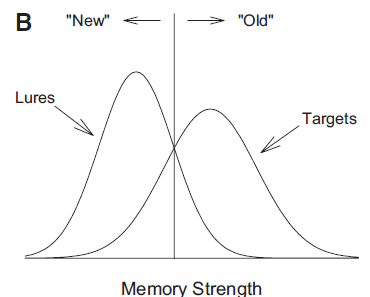 B
"New" "Old"
Lures
Targets
Memory Strength